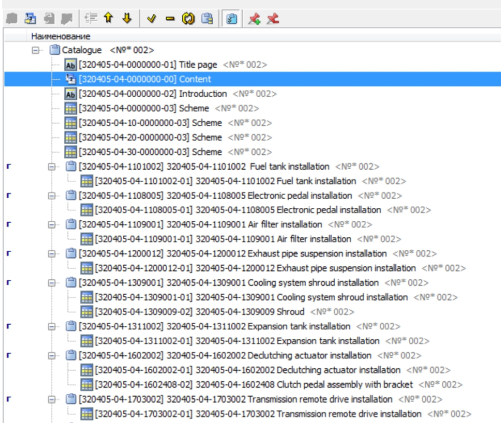 Наименование
Catalogue <№* 002>
Ab [320405-04-0000000-01] Title page <№* 002>
[320405-04-0000000-00] Content
Ab [320405-04-0000000-02] Introduction <№* 002>
[320405-04-0000000-03] Scheme <№* 002>
[320405-04-10-0000000-03] Scheme <№* 002>
[320405-04-20-0000000-03] Scheme <№* 002>
[320405-04-30-0000000-03] Scheme <№* 002>
r [320405-04-1101002] 320405-04-1101002 Fuel tank installation <№* 002>
[320405-04-1101002-01] 320405-04-1101002 Fuel tank installation <№* 002>
r [320405-04-1108005] 320405-04-1108005 Electronic pedal installation <№* 002>
[320405-04-1108005-01] 320405-04-1108005 Electronic pedal installation <№* 002>
r [320405-04-1109001] 320405-04-1109001 Air filter installation <№* 002>
[320405-04-1109001-01] 320405-04-1109001 Air filter installation <№* 002>
r [320405-04-1200012] 320405-04-1200012 Exhaust pipe suspension installation <№* 002>
[320405-04-1200012-01] 320405-04-1200012 Exhaust pipe suspension installation <№* 002>
r [320405-04-1309001] 320405-04-1309001 Cooling system shroud installation <№* 002>
[320405-04-1309001-01] 320405-04-1309001 Cooling system shroud installation <№* 002>
[320405-04-1309009-02] 320405-04-1309009 Shroud <№* 002>
r [320405-04-1311002] 320405-04-1311002 Expansion tank installation <№* 002>
[320405-04-1311002-01] 320405-04-1311002 Expansion tank installation <№* 002>
r [320405-04-1602002] 320405-04-1602002 Declutching actuator installation <№* 002>
[320405-04-1602002-01] 320405-04-1602002 Declutching actuator installation <№* 002>
[320405-04-1602408-02] 320405-04-1602408 Clutch pedal assembly with bracket <№* 002>
r [320405-04-1703002] 320405-04-1703002 Transmission remote drive installation <№* 002>
[320405-04-1703002-01] 320405-04-1703002 Transmission remote drive installation <№* 002>